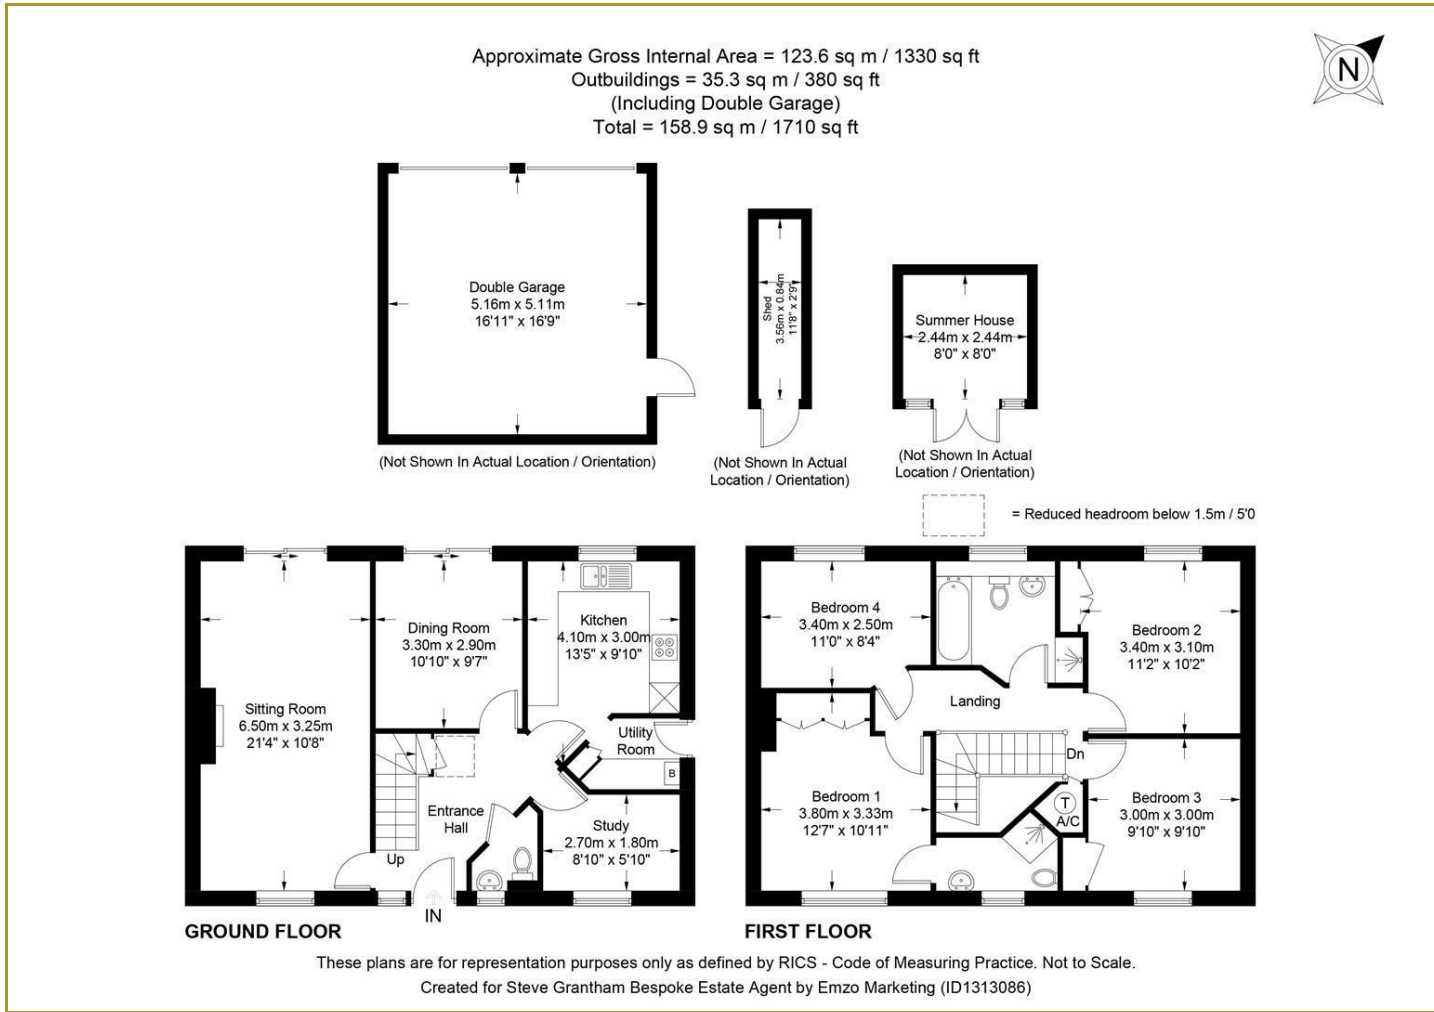 Approximate Gross Internal Area = 123.6 sq m / 1330 sq ft
Outbuildings = 35.3 sq m / 380 sq ft
(Including Double Garage)
Total = 158.9 sq m / 1710 sq ft
N
Double Garage
5.16m x 5.11m
16'11" x 16'9"
(Not Shown In Actual Location / Orientation)
Shed
3.56m x 0.84m
11'8" x 2'9"
(Not Shown In Actual
Location / Orientation)
Summer House
2.44m x 2.44m
8'0" x 8'0"
(Not Shown In Actual
Location / Orientation)
= Reduced headroom below 1.5m / 5'0
Sitting Room
6.50m x 3.25m
21'4" x 10'8"
Dining Room
3.30m x 2.90m
10'10" x 9'7"
Kitchen
4.10m x 3.00m
13'5" x 9'10"
Utility
Room
B
Entrance
Hall
Up
Study
2.70m x 1.80m
8'10" x 5'10"
IN
GROUND FLOOR
Bedroom 4
3.40m x 2.50m
11'0" x 8'4"
Bedroom 2
3.40m x 3.10m
11'2" x 10'2"
Landing
Dn
Bedroom 1
3.80m x 3.33m
12'7" x 10'11"
T
A/C
Bedroom 3
3.00m x 3.00m
9'10" x 9'10"
FIRST FLOOR
These plans are for representation purposes only as defined by RICS - Code of Measuring Practice. Not to Scale.
Created for Steve Grantham Bespoke Estate Agent by Emzo Marketing (ID1313086)